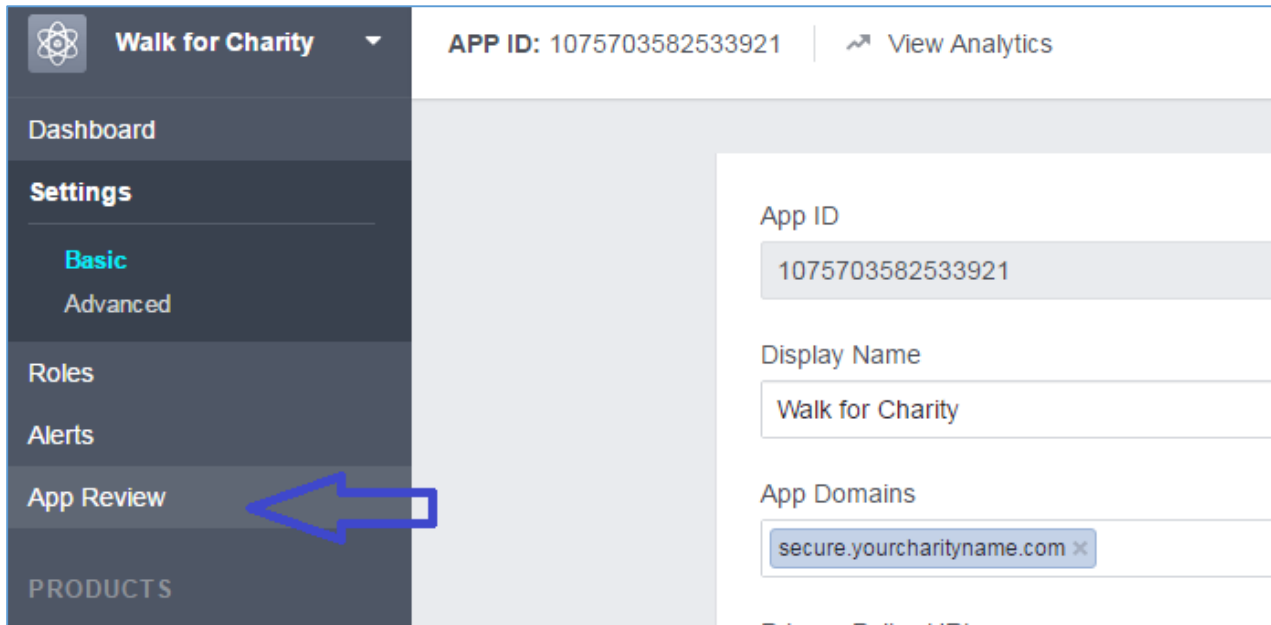 Walk for Charity
APP ID: 1075703582533921
View Analytics
Dashboard
Settings
Basic
Advanced
Roles
Alerts
App Review
PRODUCTS
App ID
1075703582533921
Display Name
Walk for Charity
App Domains
secure.yourcharityname.com ×